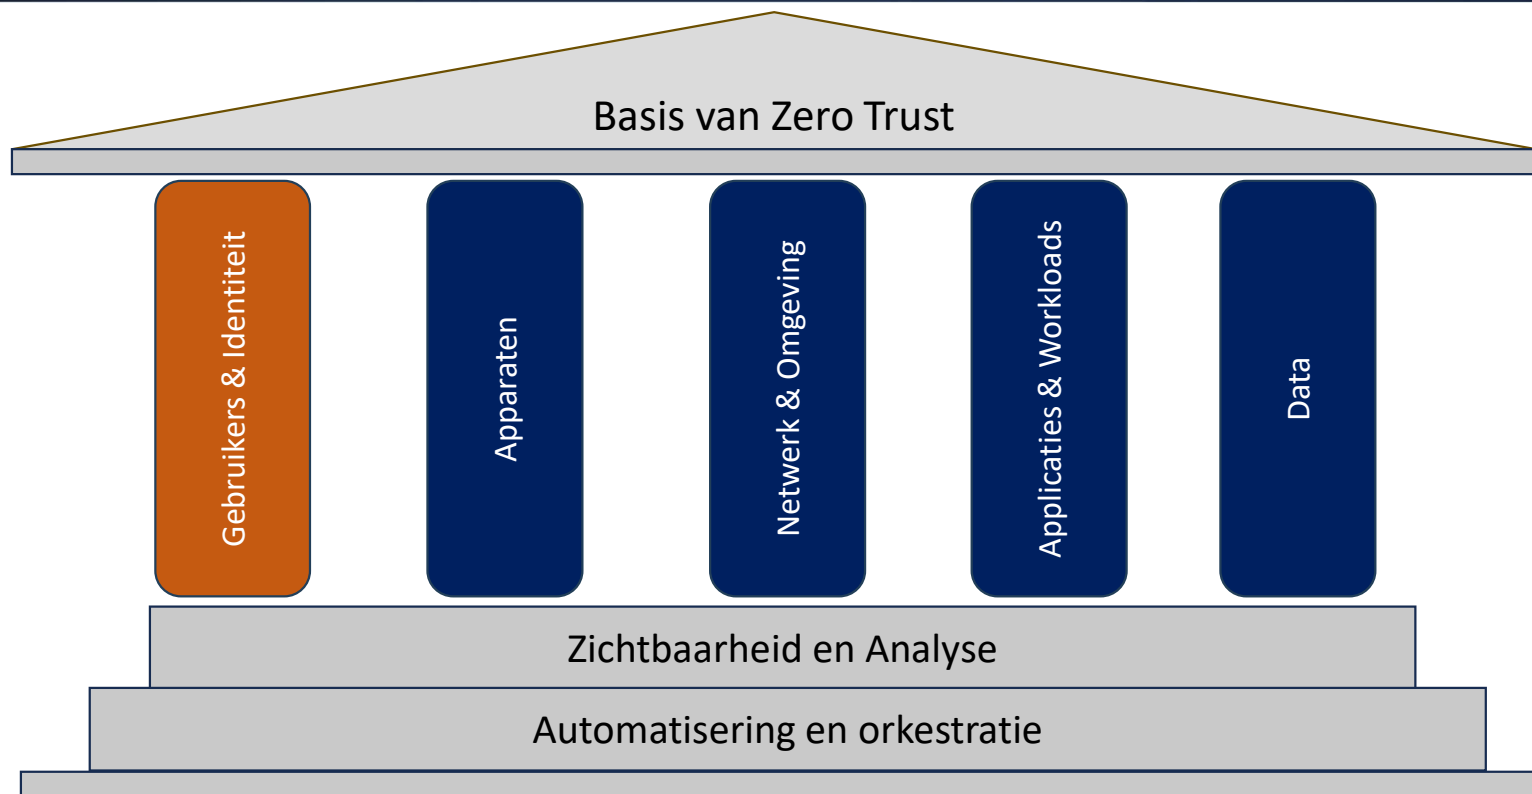 Basis van Zero Trust
Gebruikers & Identiteit
Apparaten
Netwerk & Omgeving
Applicaties & Workloads
Data
Zichtbaarheid en Analyse
Automatisering en orkestratie